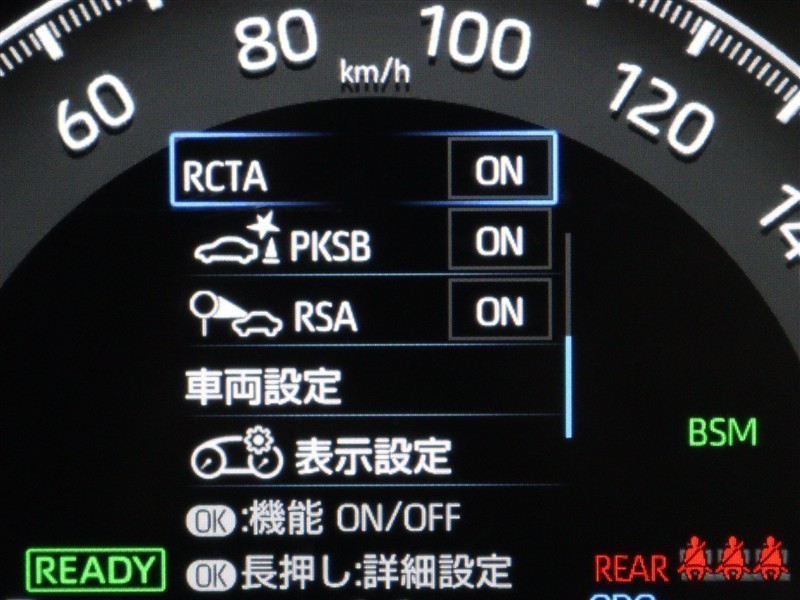 60 80 100 120
km/h
RCTA ON
PKSB ON
RSA ON
車両設定
BSM
表示設定
OK:機能 ON/OFF
OK長押し:詳細設定
READY
REAR